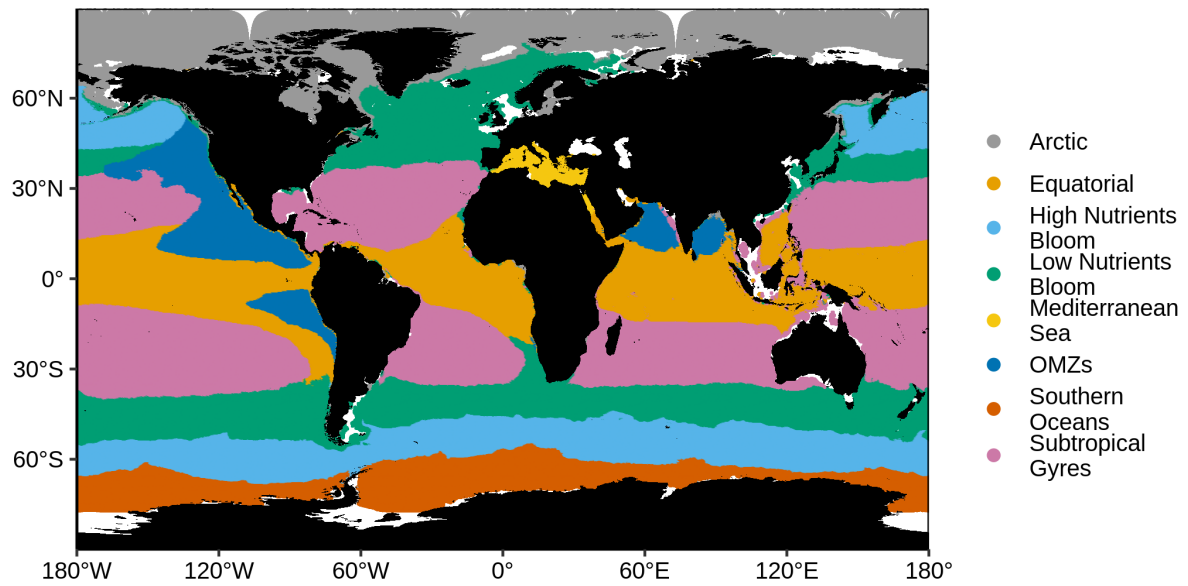 60°N
30°N
0°
30°S
60°S
180°W
120°W
60°W
0°
60°E
120°E
180°
Arctic
Equatorial
High Nutrients
Bloom
Low Nutrients
Bloom
Mediterranean
Sea
OMZs
Southern
Oceans
Subtropical
Gyres